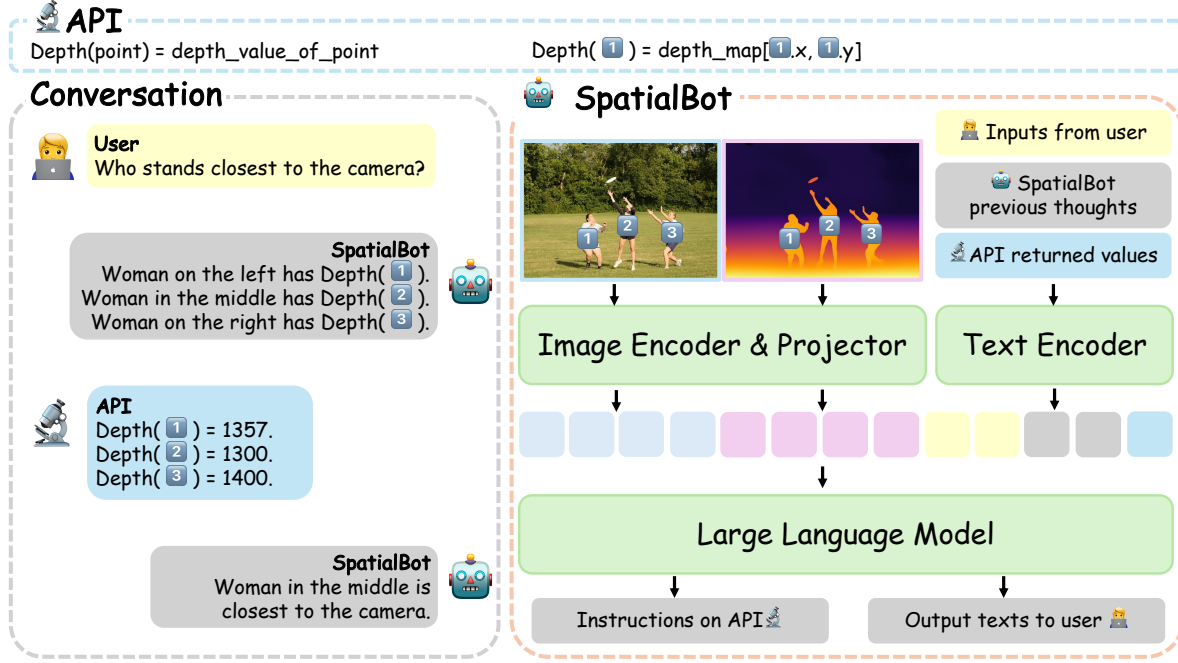 API
Depth(point) = depth_value_of_point
Depth( 1 ) = depth_map[1.x, 1.y]
Conversation
User
Who stands closest to the camera?
SpatialBot
Woman on the left has Depth( 1 ).
Woman in the middle has Depth( 2 ).
Woman on the right has Depth( 3 ).
API
Depth( 1 ) = 1357.
Depth( 2 ) = 1300.
Depth( 3 ) = 1400.
SpatialBot
Woman in the middle is
closest to the camera.
SpatialBot
1
2
3
1
2
3
Inputs from user
SpatialBot
previous thoughts
API returned values
Image Encoder & Projector
Text Encoder
Large Language Model
Instructions on API
Output texts to user